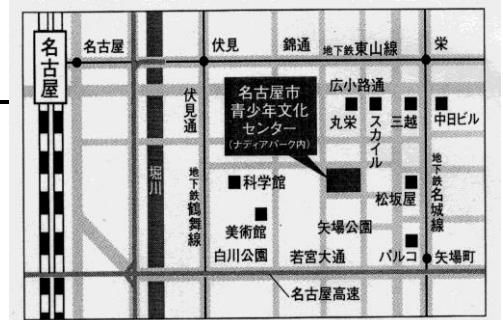 名古屋
名古屋
伏見
錦通
地下鉄東山線
栄
広小路通
名古屋市
青少年文化
センター
(ナディアパーク内)
丸栄
スカイル
三越
中日ビル
伏見通
堀川
地下鉄鶴舞線
科学館
美術館
白川公園
松坂屋
地下鉄名城線
矢場公園
若宮大通
パルコ
矢場町
名古屋高速